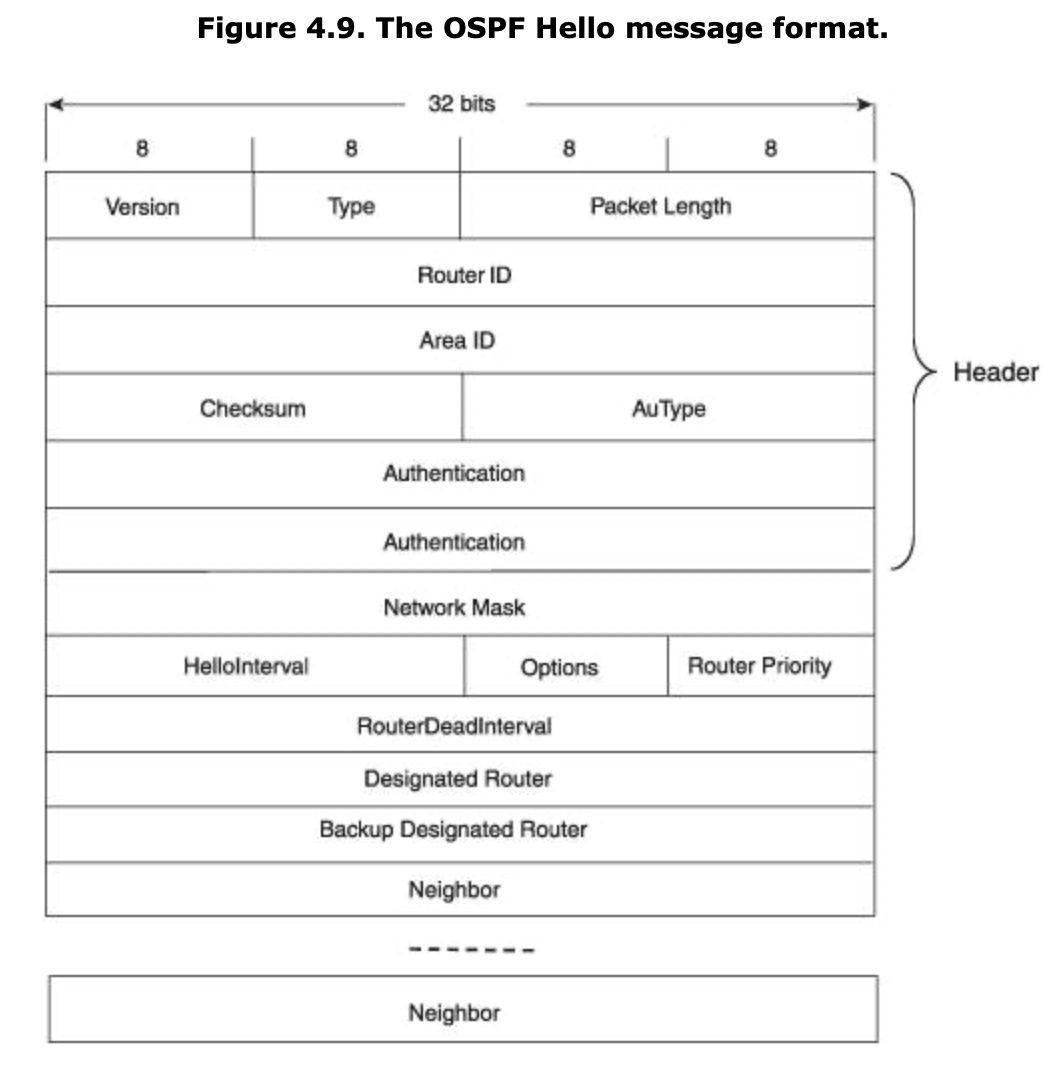 Figure 4.9. The OSPF Hello message format.
32 bits
8 8 8 8
Version Type Packet Length
Router ID
Area ID
Header
Checksum AuType
Authentication
Authentication
Network Mask
HelloInterval Options Router Priority
RouterDeadInterval
Designated Router
Backup Designated Router
Neighbor
Neighbor